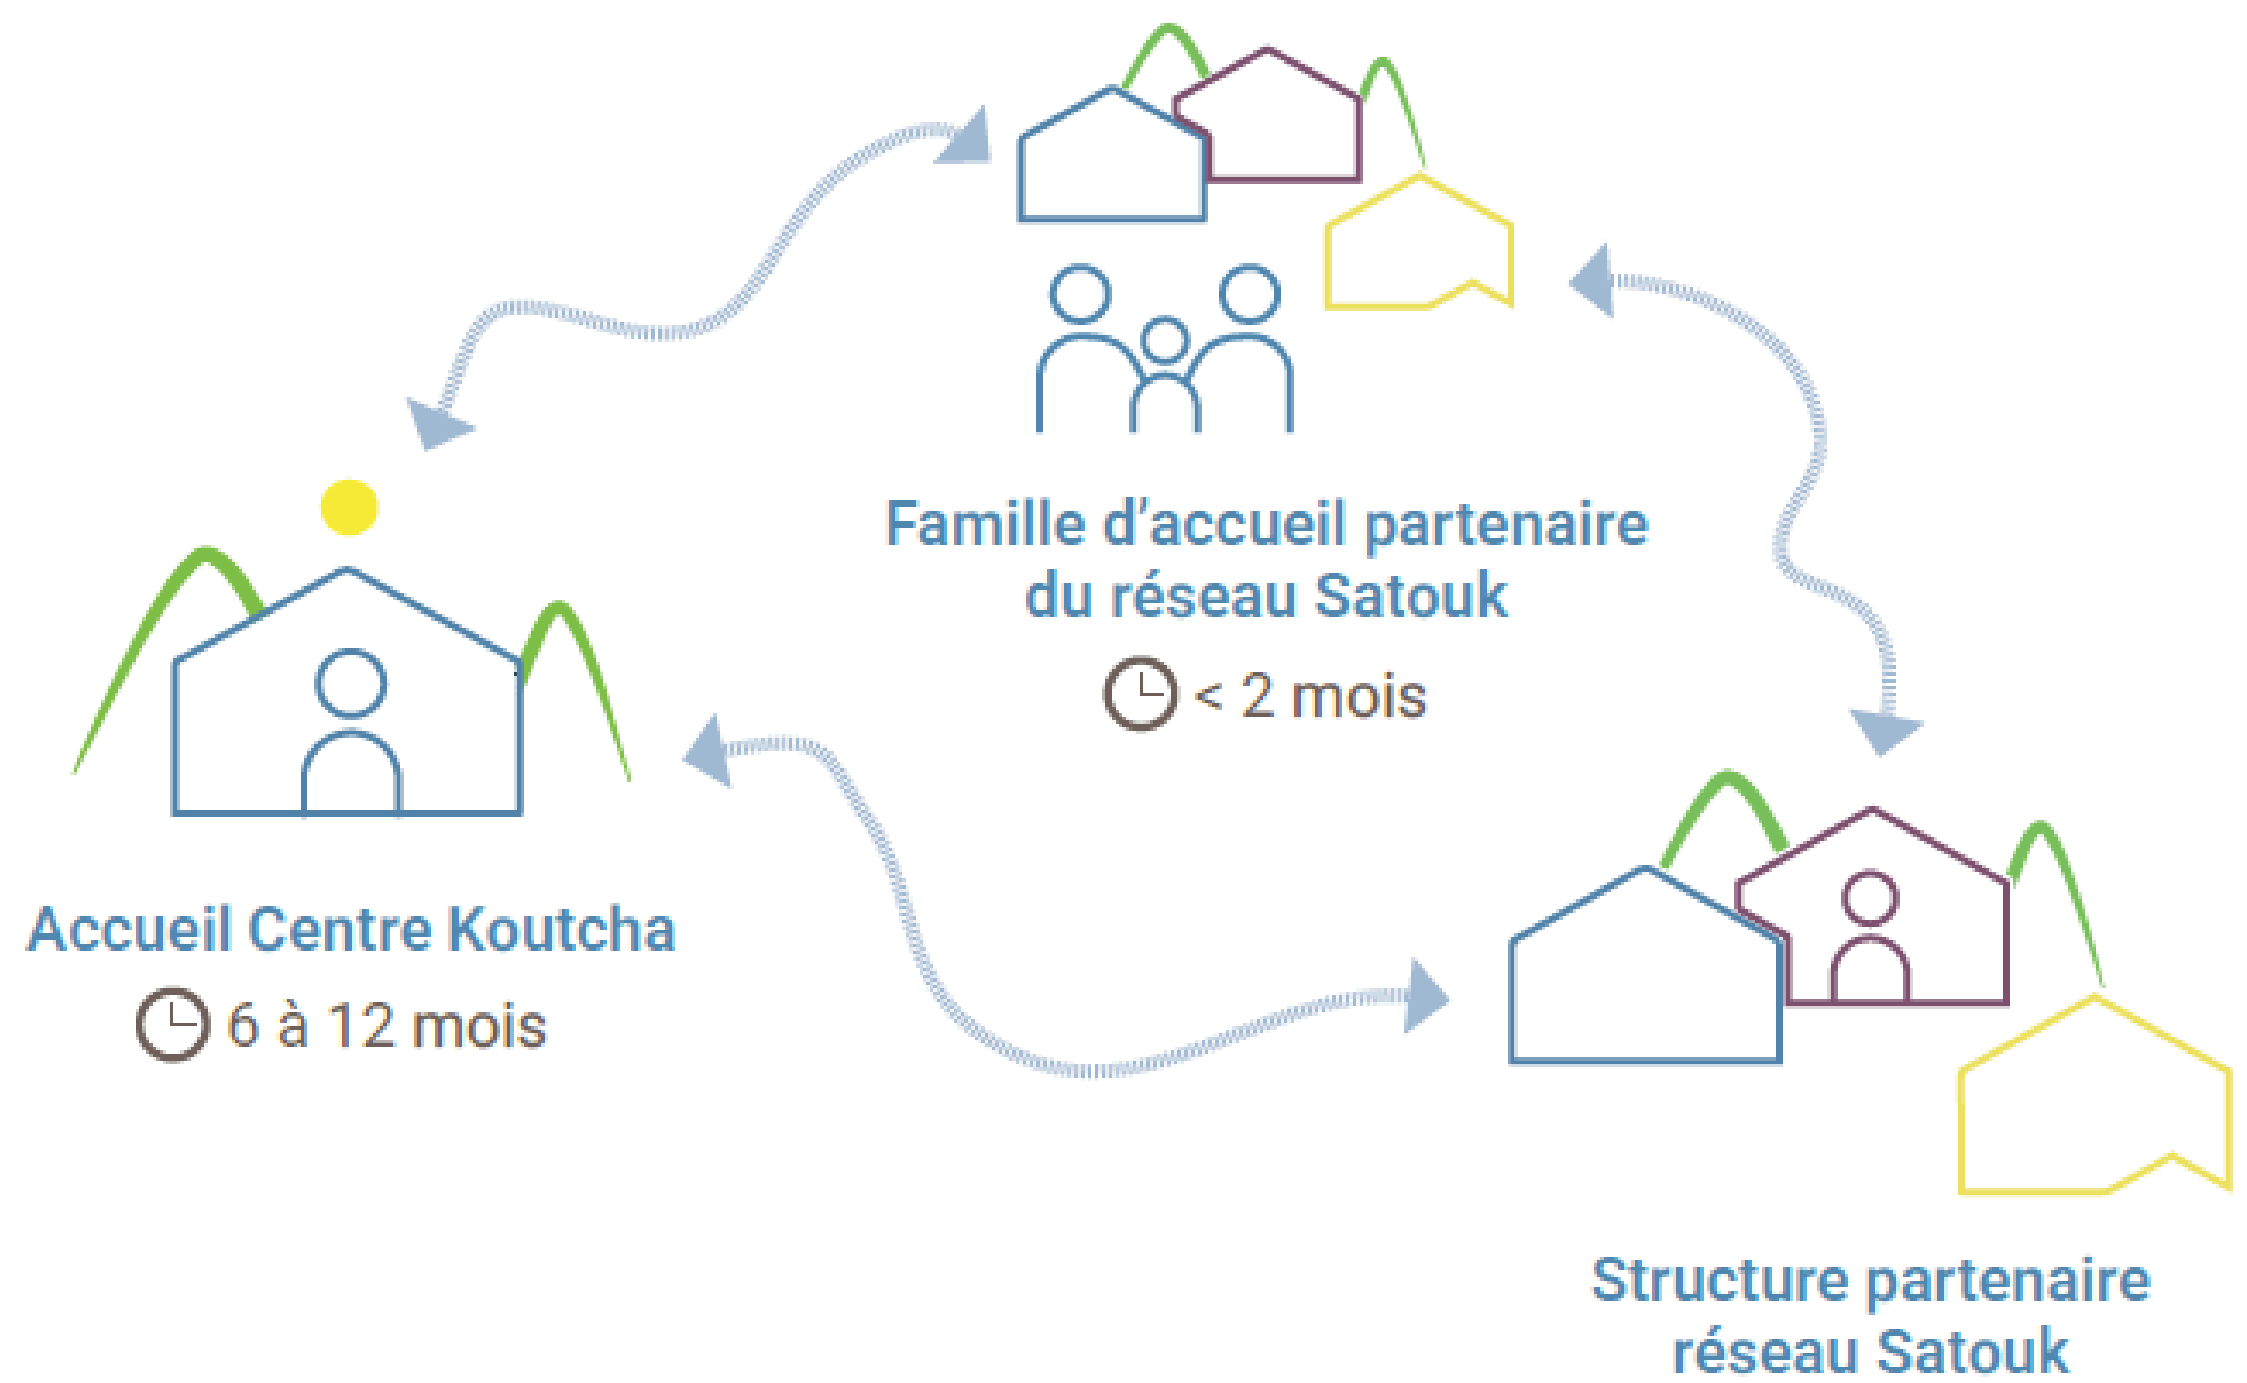 Famille d'accueil partenaire
du réseau Satouk
< 2 mois
Accueil Centre Koutcha
6 à 12 mois
Structure partenaire
réseau Satouk